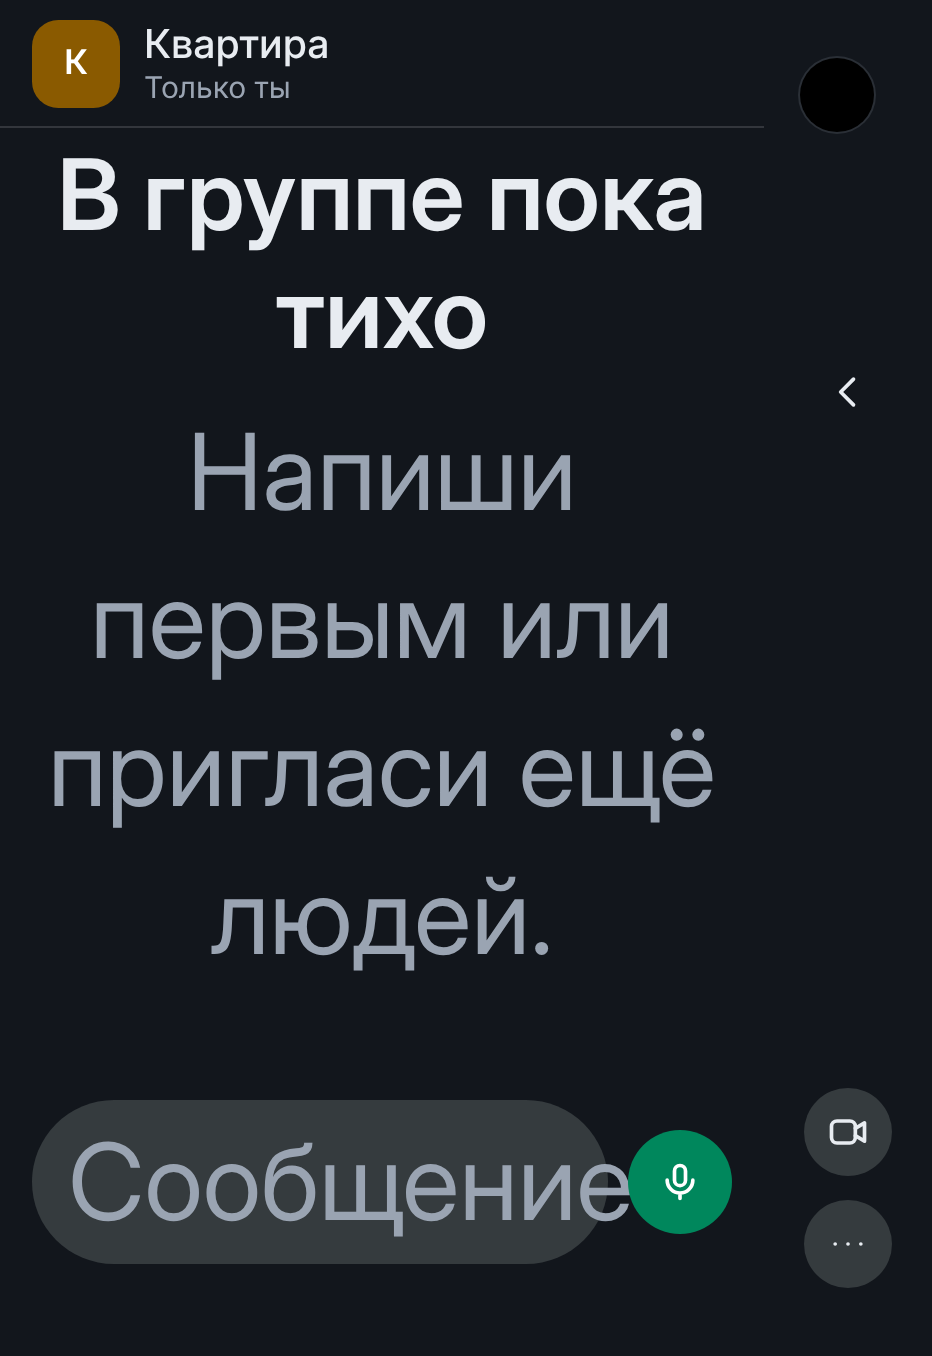 К
Квартира
Только ты
В группе пока
тихо
Напиши
первым или
пригласи ещё
людей.
Сообщение